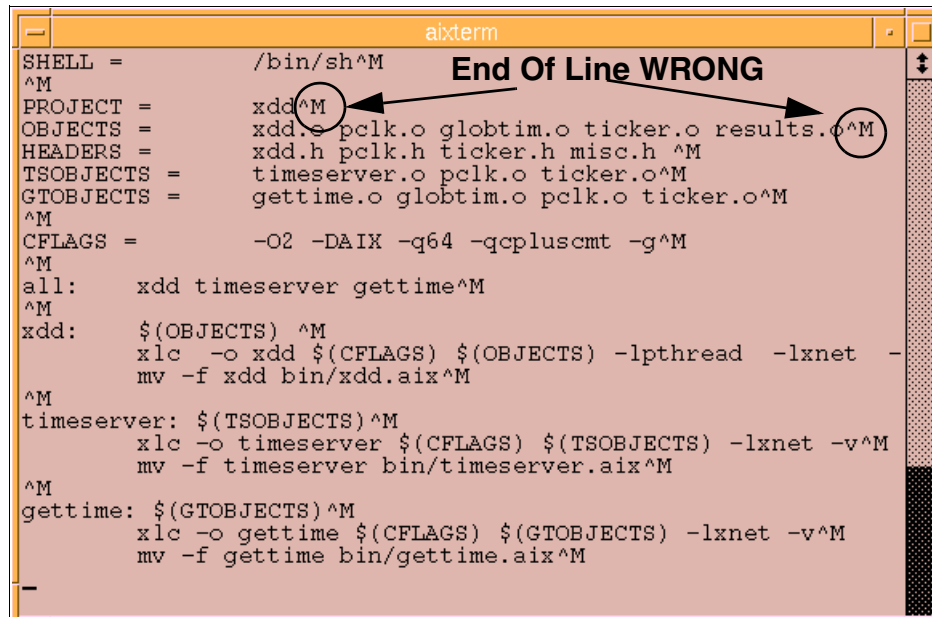 aixterm
SHELL = /bin/sh^M
End Of Line WRONG
^M
PROJECT = xdd^M
OBJECTS = xdd.o pclk.o globtim.o ticker.o results.o^M
HEADERS = xdd.h pclk.h ticker.h misc.h ^M
TSOBJECTS = timeserver.o pclk.o ticker.o^M
GTOBJECTS = gettime.o globtim.o pclk.o ticker.o^M
^M
CFLAGS = -O2 -DAIX -q64 -qcpluscmt -g^M
^M
all: xdd timeserver gettime^M
^M
xdd: $(OBJECTS) ^M
xlc -o xdd $(CFLAGS) $(OBJECTS) -lpthread -lxnet -
mv -f xdd bin/xdd.aix^M
^M
timeserver: $(TSOBJECTS)^M
xlc -o timeserver $(CFLAGS) $(TSOBJECTS) -lxnet -v^M
mv -f timeserver bin/timeserver.aix^M
^M
gettime: $(GTOBJECTS)^M
xlc -o gettime $(CFLAGS) $(GTOBJECTS) -lxnet -v^M
mv -f gettime bin/gettime.aix^M